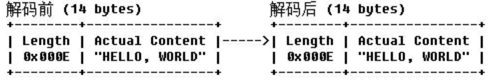 解码前 (14 bytes) 解码后 (14 bytes)
+--------+----------------+ +--------+----------------+
| Length | Actual Content |----->| Length | Actual Content |
| 0x000E | "HELLO, WORLD" | | 0x000E | "HELLO, WORLD" |
+--------+----------------+ +--------+----------------+